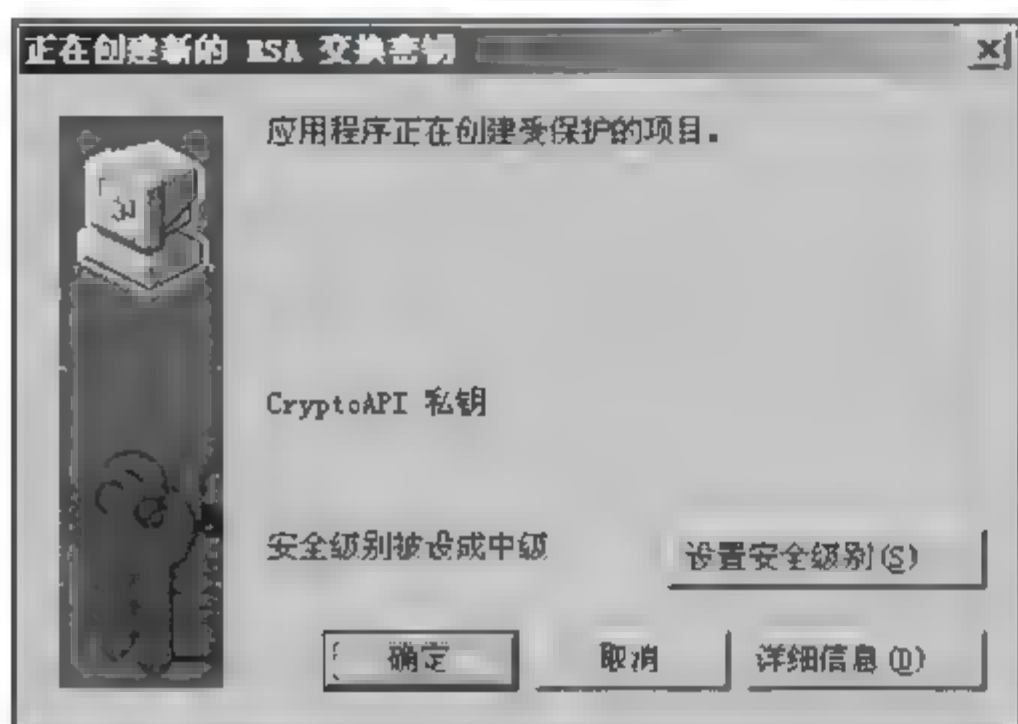 正在创建新的 RSA 交换密钥
应用程序正在创建受保护的项目。
CryptoAPI 私钥
安全级别被设成中级
设置安全级别(S)
确定 取消 详细信息(D)